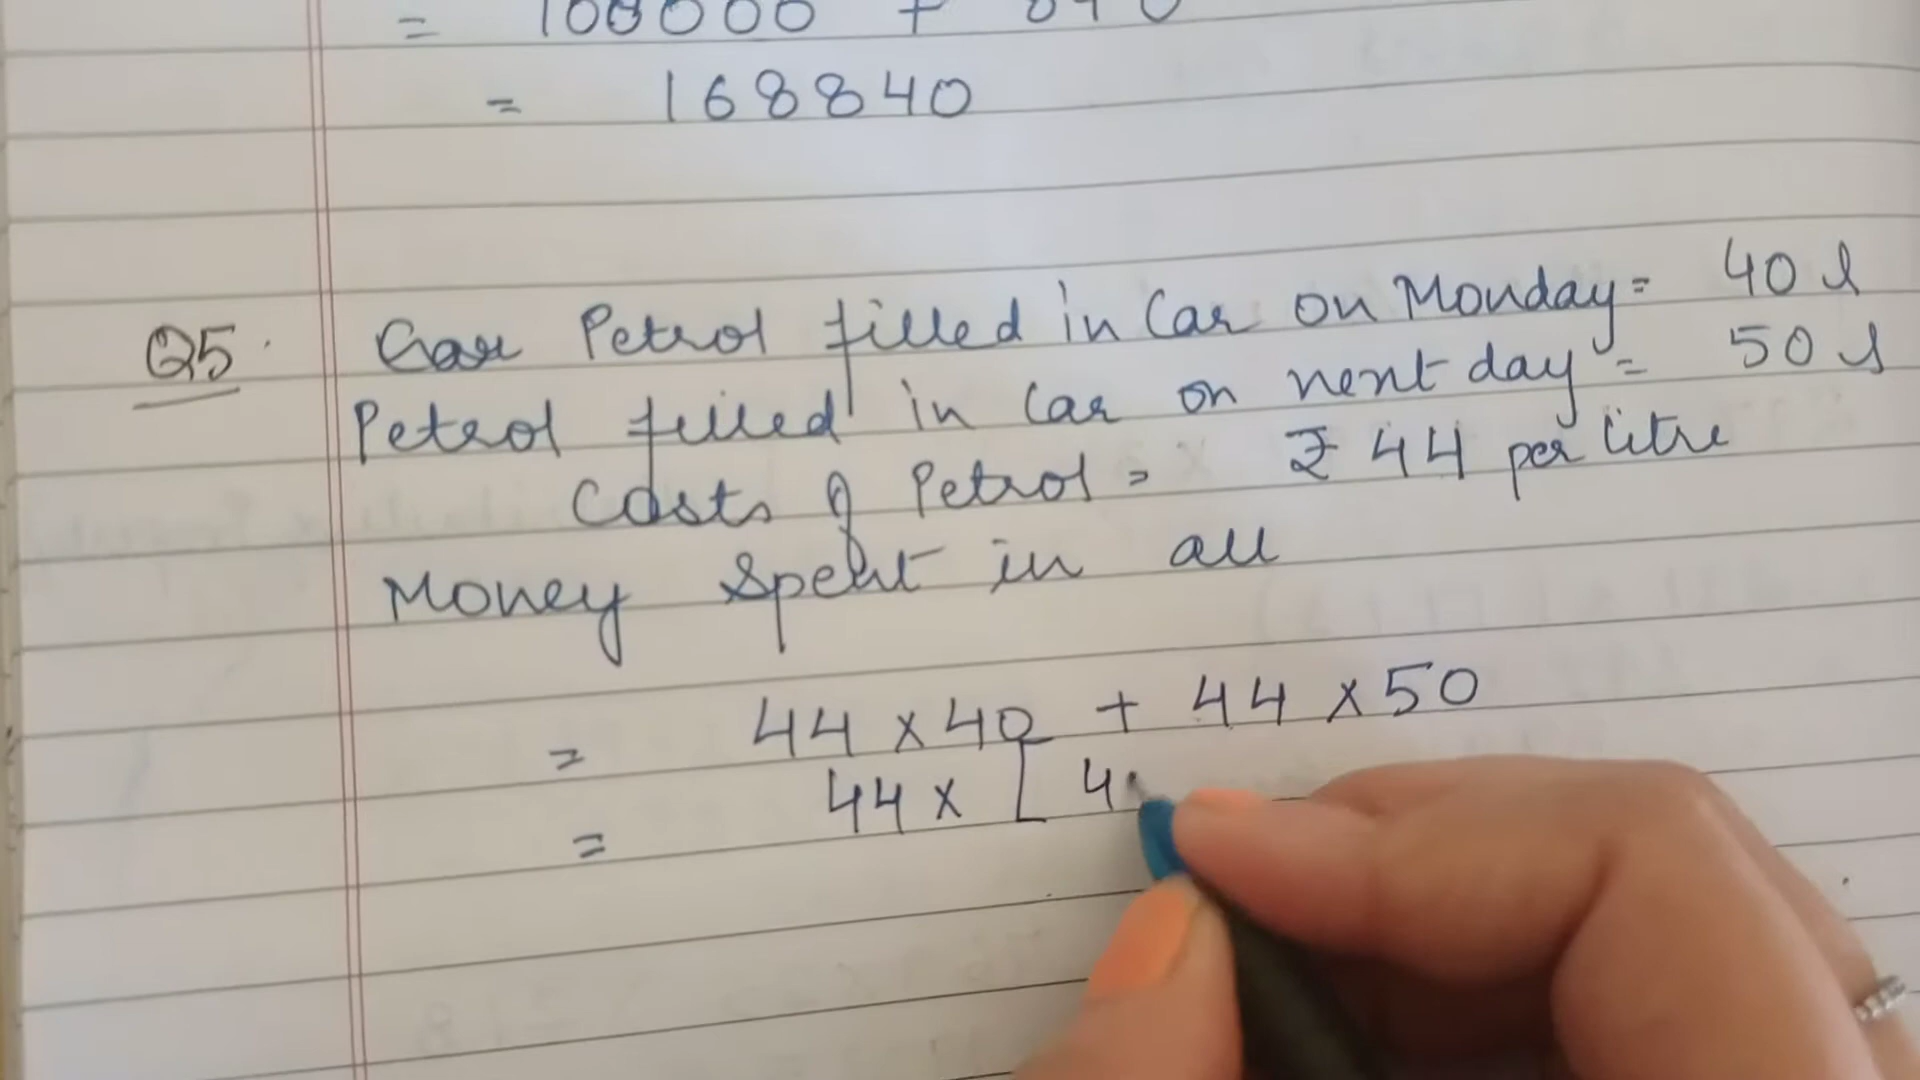 =
= 168840
Q5. Petrol filled in Car on Monday = 40 l
Petrol filled in Car on next day = 50 l
Costs of Petrol = ₹ 44 per litre
Money Spent in all
= 44 × 40 + 44 × 50
= 44 × [ 4